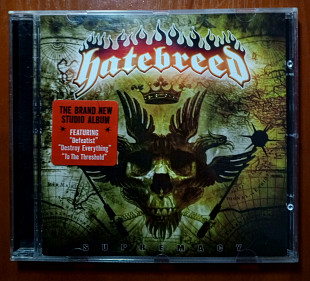 hatebreed
THE BRAND NEW
STUDIO ALBUM
FEATURING
"Defeatist"
"Destroy Everything"
"To The Threshold"
SUPREMACY